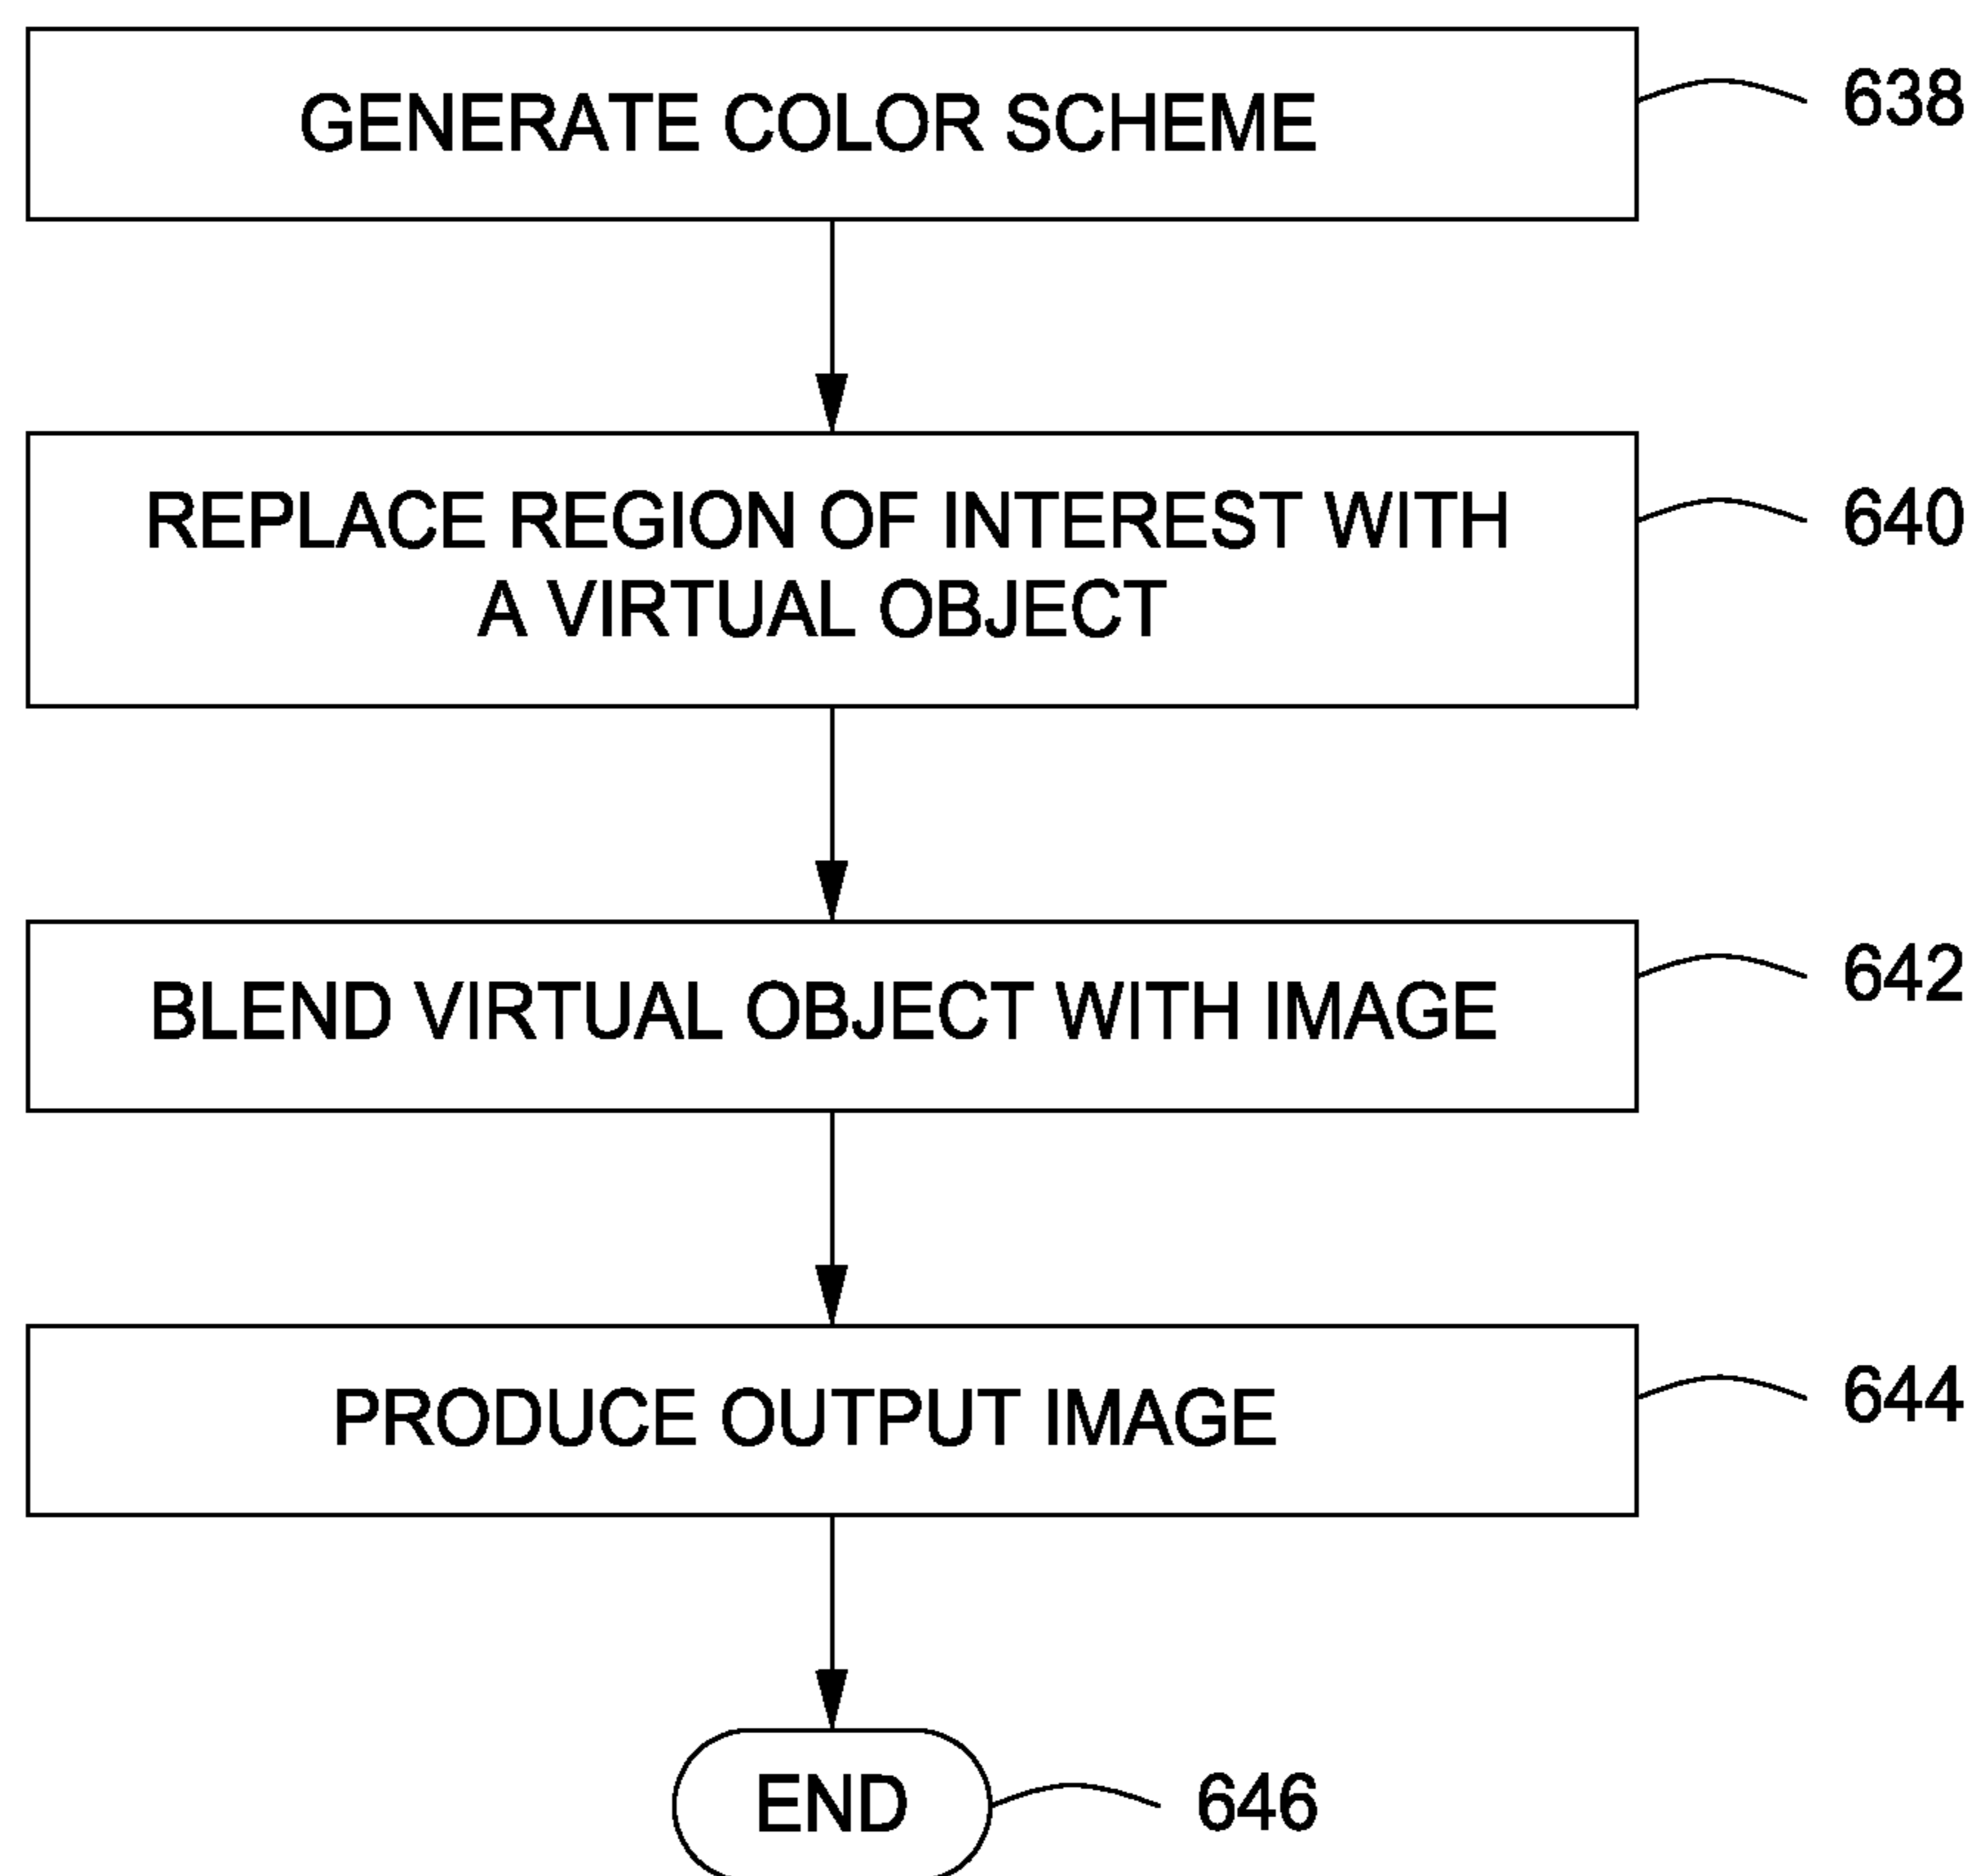 GENERATE COLOR SCHEME
638
REPLACE REGION OF INTEREST WITH
A VIRTUAL OBJECT
640
BLEND VIRTUAL OBJECT WITH IMAGE
642
PRODUCE OUTPUT IMAGE
644
END
646